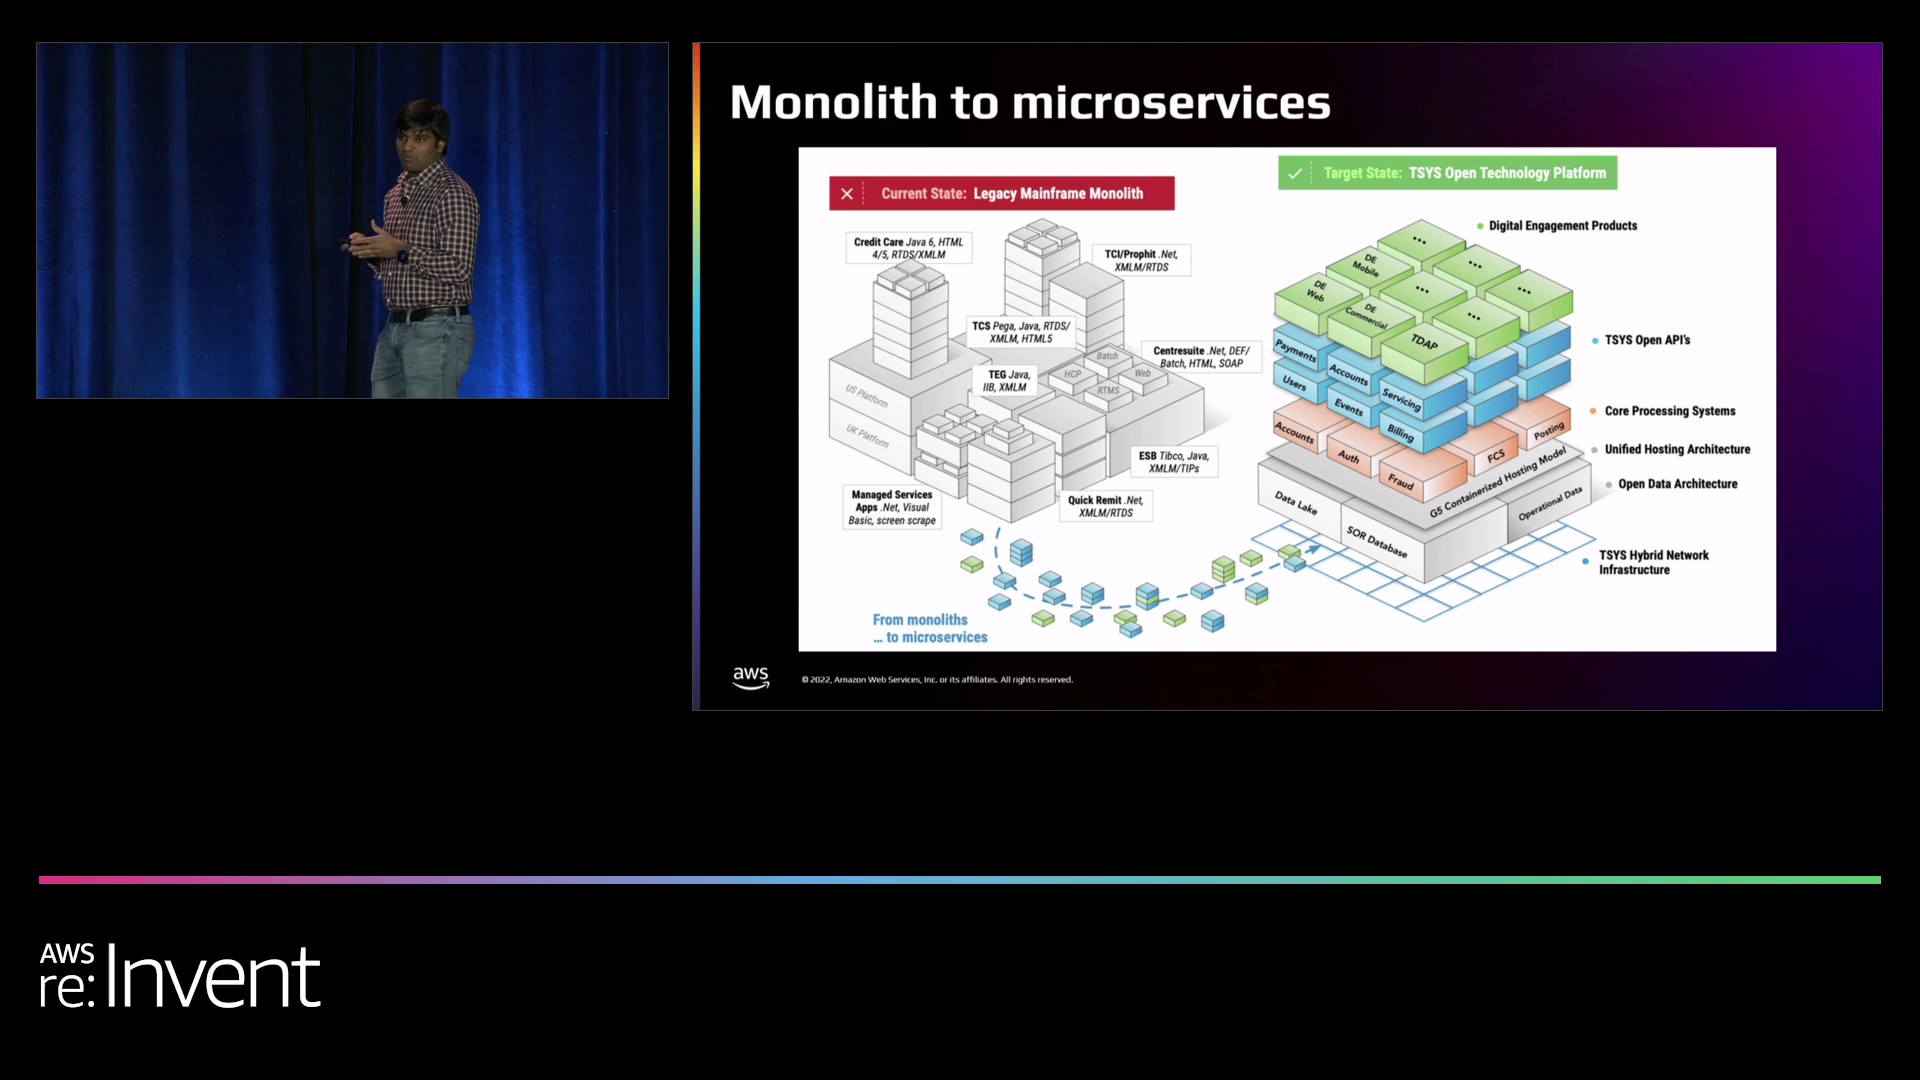 Monolith to microservices
Current State: Legacy Mainframe Monolith
Target State: TSYS Open Technology Platform
Credit Care Java 6, HTML
4/5, RTDS/XMLM
TCI/Prophit .Net,
XMLM/RTDS
TCS Pega, Java, RTDS/
XMLM, HTML5
Centresuite .Net, DEF/
Batch, HTML, SOAP
TEG Java,
IIB, XMLM
Batch
HCP
Web
RTMS
US Platform
UK Platform
ESB Tibco, Java,
XMLM/TIPs
Managed Services
Apps .Net, Visual
Basic, screen scrape
Quick Remit .Net,
XMLM/RTDS
From monoliths
... to microservices
Digital Engagement Products
...
DE
Mobile
...
DE
Web
...
...
DE
Commercial
...
TDAP
TSYS Open API's
Payments
Accounts
Servicing
Users
Events
Billing
Core Processing Systems
Accounts
Auth
Fraud
FCS
Posting
Unified Hosting Architecture
G5 Containerized Hosting Model
Open Data Architecture
Data Lake
SOR Database
Operational Data
TSYS Hybrid Network
Infrastructure
aws
© 2022, Amazon Web Services, Inc. or its affiliates. All rights reserved.
AWS
re:Invent